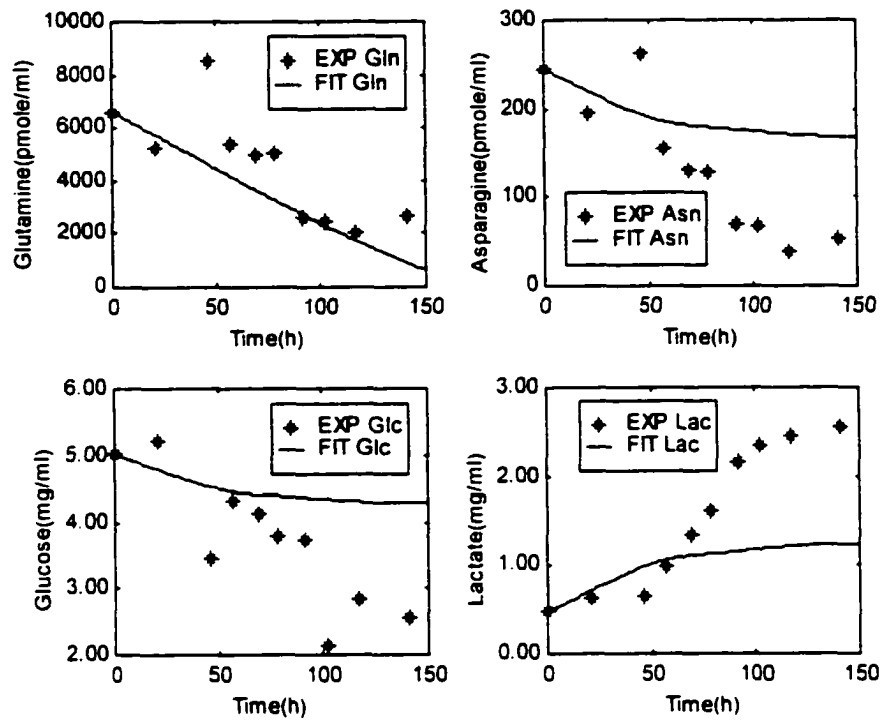 10000
8000
6000
4000
2000
0
Glutamine(pmole/ml)
EXP Gln
FIT Gln
0 50 100 150
Time(h)
300
200
100
0
Asparagine(pmole/ml)
EXP Asn
FIT Asn
0 50 100 150
Time(h)
6.00
5.00
4.00
3.00
2.00
Glucose(mg/ml)
EXP Glc
FIT Glc
0 50 100 150
Time(h)
3.00
2.00
1.00
0.00
Lactate(mg/ml)
EXP Lac
FIT Lac
0 50 100 150
Time(h)